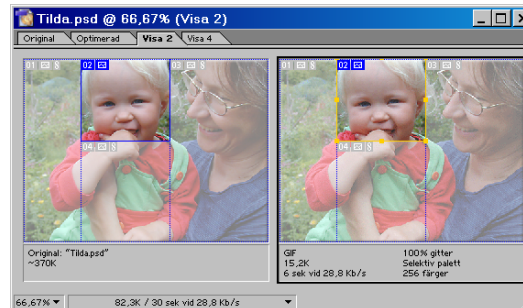 Tilda.psd @ 66,67% (Visa 2)
Original Optimerad Visa 2 Visa 4
01 02 03 01 02 03
04 04
Original: "Tilda.psd"
~370K
GIF 100% gitter
15,2K Selektiv palett
6 sek vid 28,8 Kb/s 256 färger
66,67% 82,3K / 30 sek vid 28,8 Kb/s